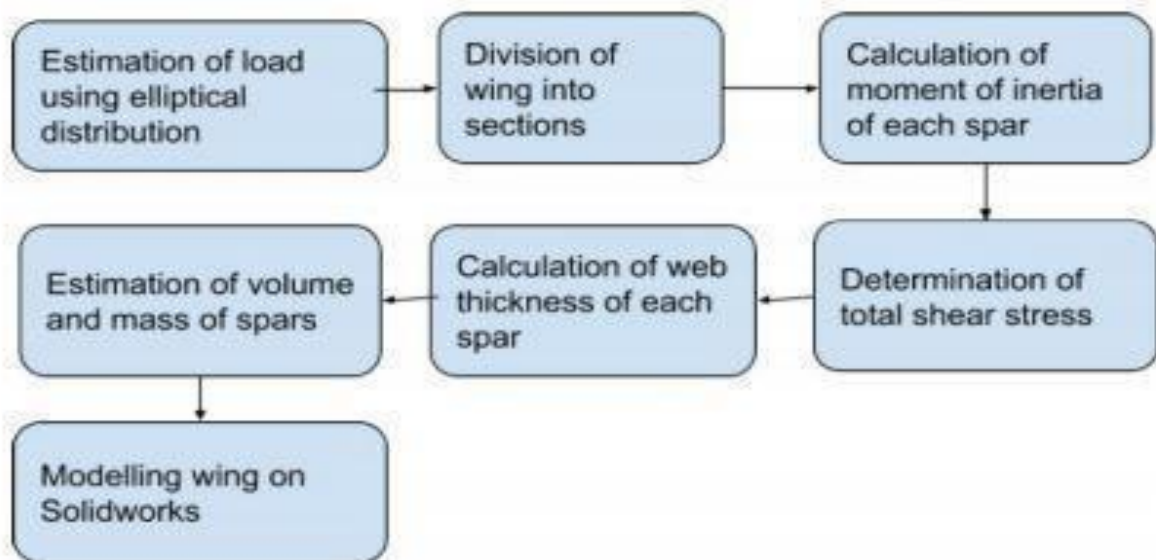 Estimation of load
using elliptical
distribution
Division of
wing into
sections
Calculation of
moment of inertia
of each spar
Determination of
total shear stress
Calculation of web
thickness of each
spar
Estimation of volume
and mass of spars
Modelling wing on
Solidworks